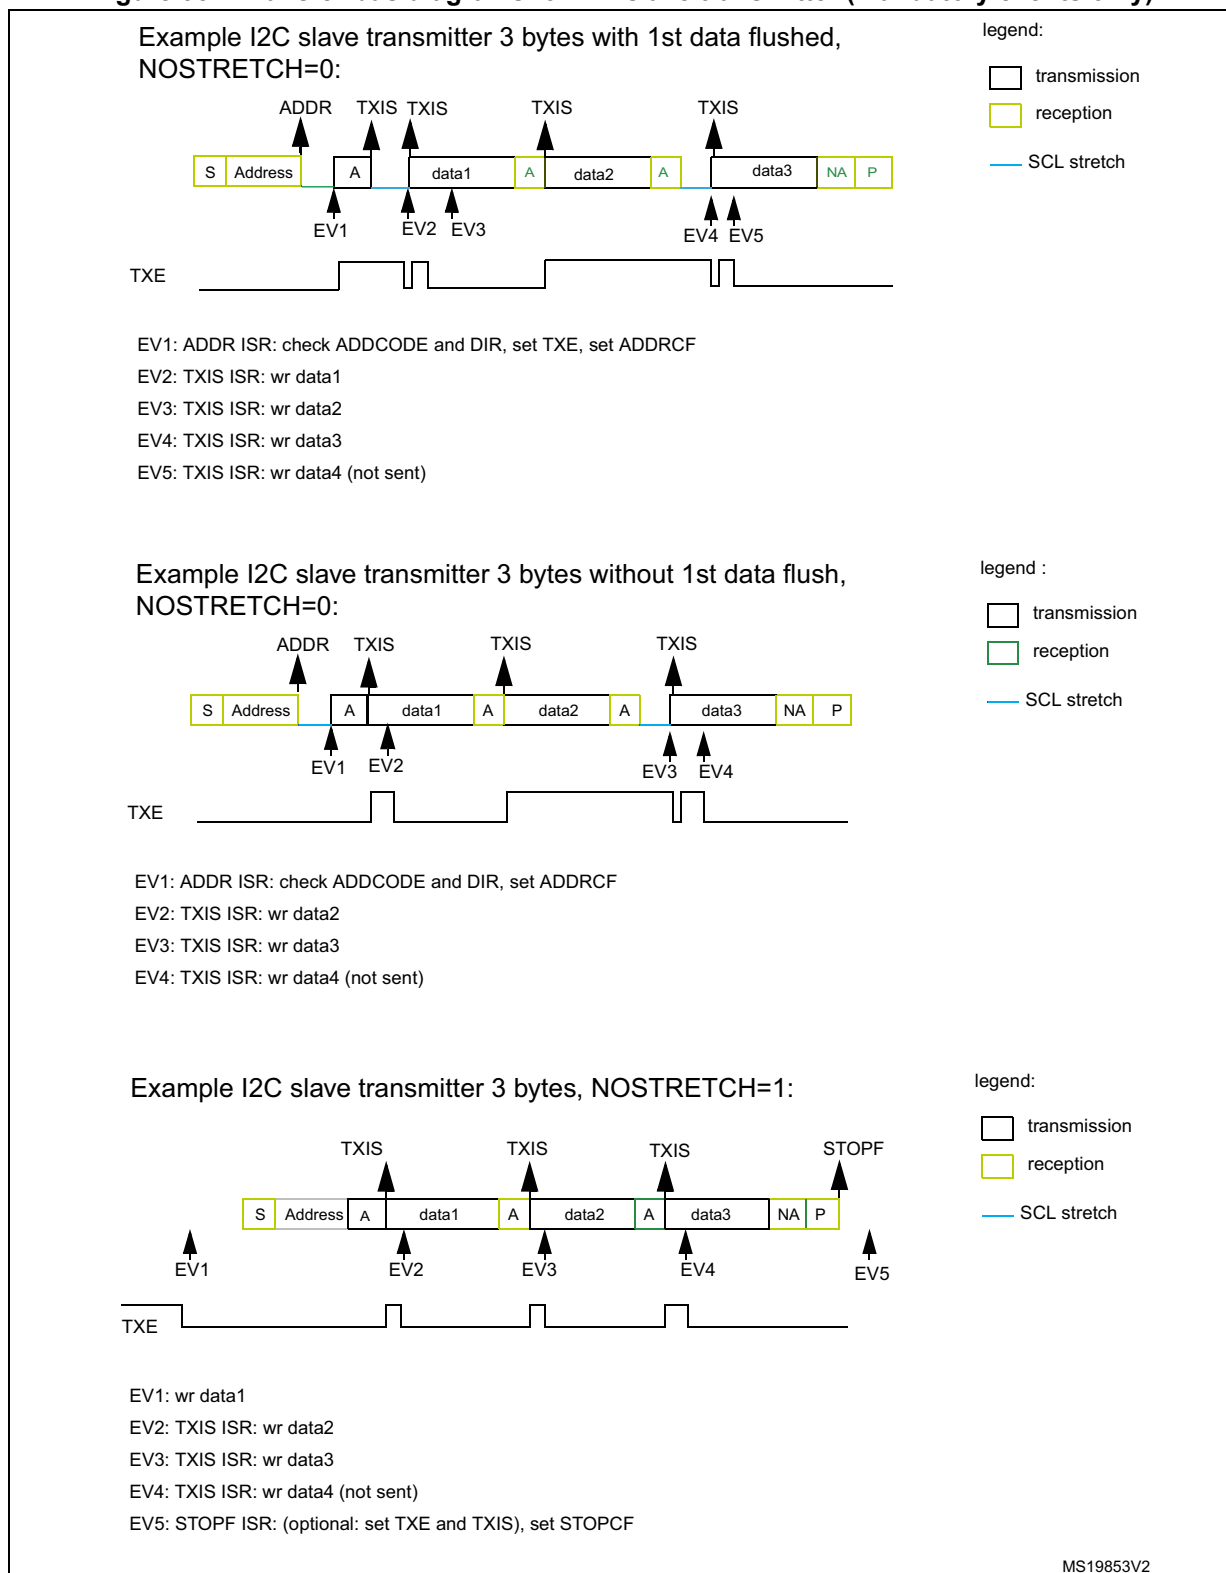 Example I2C slave transmitter 3 bytes with 1st data flushed,
NOSTRETCH=0:
legend:
transmission
reception
SCL stretch
ADDR TXIS TXIS TXIS TXIS
S Address A data1 A data2 A data3 NA P
EV1 EV2 EV3 EV4 EV5
TXE
EV1: ADDR ISR: check ADDCODE and DIR, set TXE, set ADDRCF
EV2: TXIS ISR: wr data1
EV3: TXIS ISR: wr data2
EV4: TXIS ISR: wr data3
EV5: TXIS ISR: wr data4 (not sent)
Example I2C slave transmitter 3 bytes without 1st data flush,
NOSTRETCH=0:
legend :
transmission
reception
SCL stretch
ADDR TXIS TXIS TXIS
S Address A data1 A data2 A data3 NA P
EV1 EV2 EV3 EV4
TXE
EV1: ADDR ISR: check ADDCODE and DIR, set ADDRCF
EV2: TXIS ISR: wr data2
EV3: TXIS ISR: wr data3
EV4: TXIS ISR: wr data4 (not sent)
Example I2C slave transmitter 3 bytes, NOSTRETCH=1:
legend:
transmission
reception
SCL stretch
TXIS TXIS TXIS STOPF
S Address A data1 A data2 A data3 NA P
EV1 EV2 EV3 EV4 EV5
TXE
EV1: wr data1
EV2: TXIS ISR: wr data2
EV3: TXIS ISR: wr data3
EV4: TXIS ISR: wr data4 (not sent)
EV5: STOPF ISR: (optional: set TXE and TXIS), set STOPCF
MS19853V2